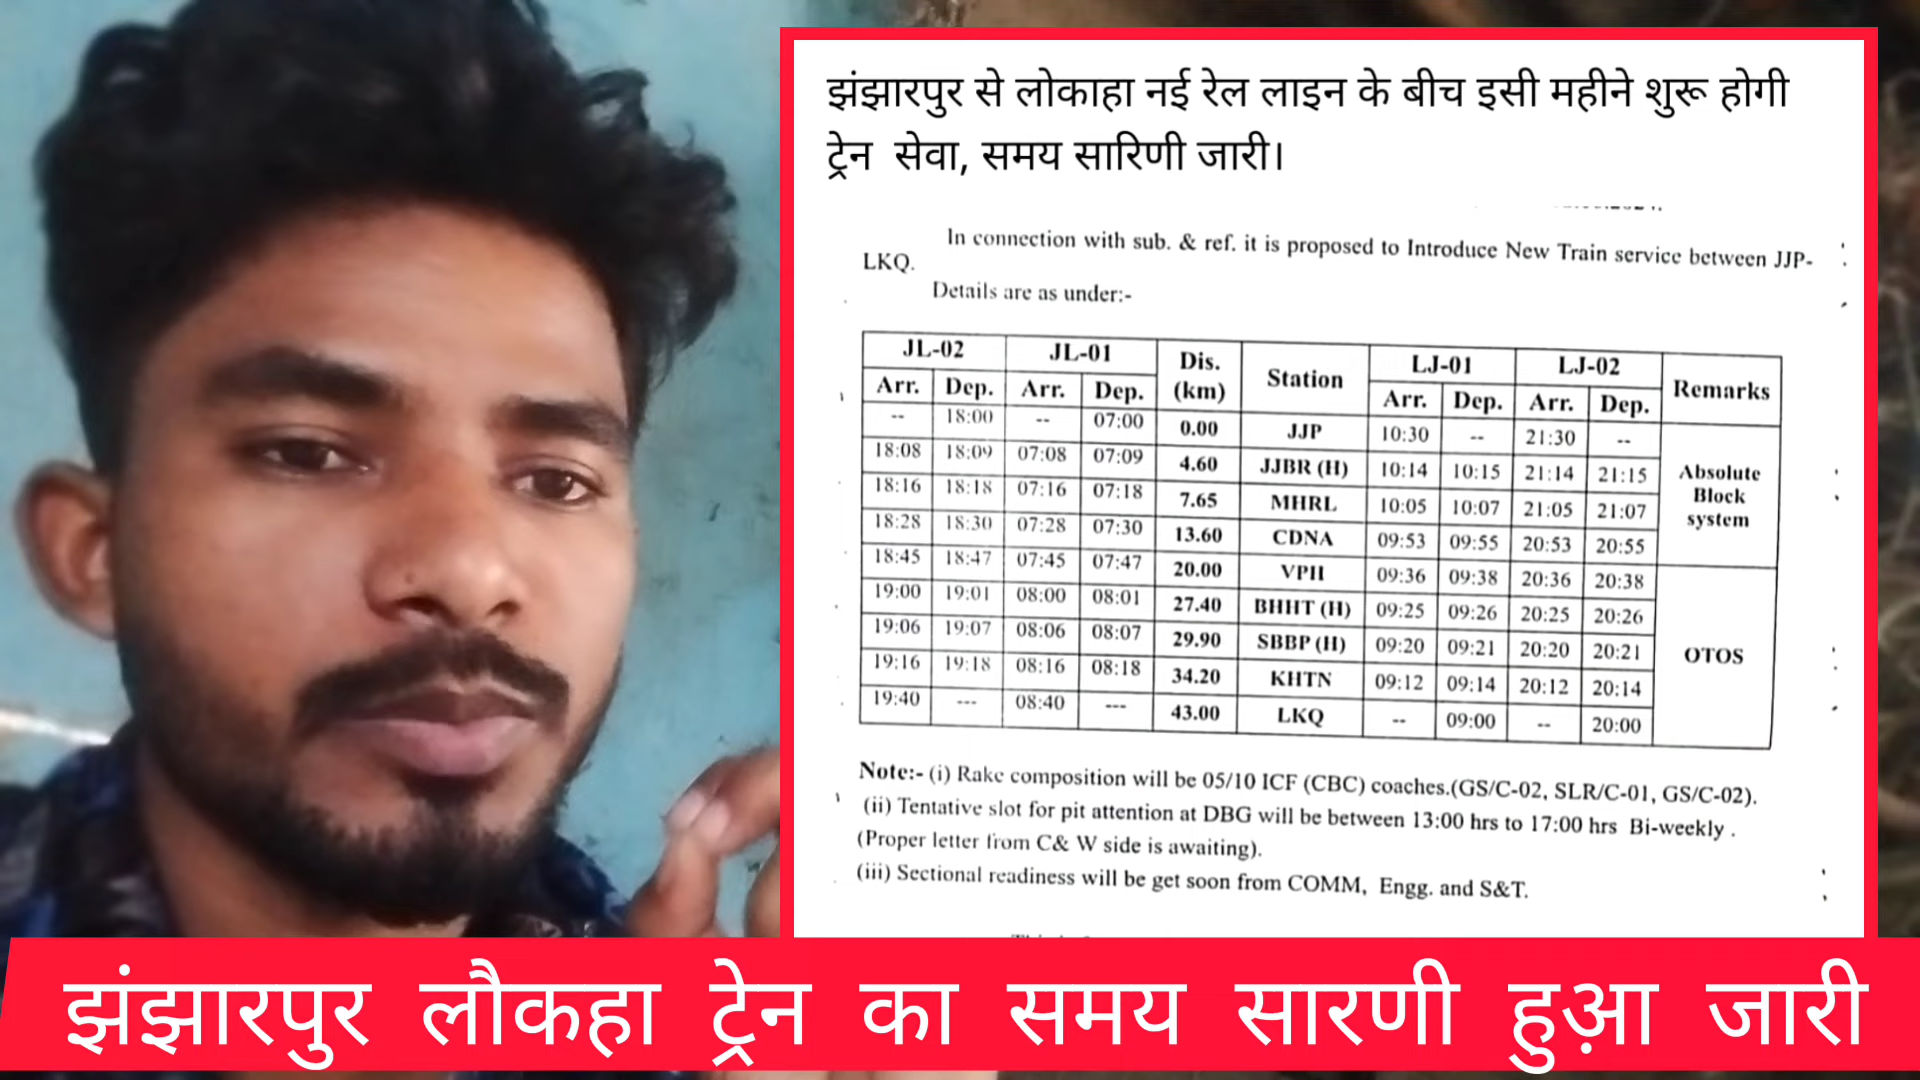 झंझारपुर से लोकाहा नई रेल लाइन के बीच इसी महीने शुरू होगी
ट्रेन सेवा, समय सारिणी जारी।
In connection with sub. & ref. it is proposed to Introduce New Train service between JJP-
LKQ.
Details are as under:-
JL-02 JL-01 Dis. (km) Station LJ-01 LJ-02 Remarks
Arr. Dep. Arr. Dep. Arr. Dep. Arr. Dep.
-- 18:00 -- 07:00 0.00 JJP 10:30 -- 21:30 --
18:08 18:09 07:08 07:09 4.60 JJBR (H) 10:14 10:15 21:14 21:15
18:16 18:18 07:16 07:18 7.65 MHRL 10:05 10:07 21:05 21:07
18:28 18:30 07:28 07:30 13.60 CDNA 09:53 09:55 20:53 20:55
Absolute
Block
system
18:45 18:47 07:45 07:47 20.00 VPH 09:36 09:38 20:36 20:38
19:00 19:01 08:00 08:01 27.40 BHHT (H) 09:25 09:26 20:25 20:26
19:06 19:07 08:06 08:07 29.90 SBBP (H) 09:20 09:21 20:20 20:21
19:16 19:18 08:16 08:18 34.20 KHTN 09:12 09:14 20:12 20:14
19:40 --- 08:40 --- 43.00 LKQ -- 09:00 -- 20:00
OTOS
Note:- (i) Rake composition will be 05/10 ICF (CBC) coaches.(GS/C-02, SLR/C-01, GS/C-02).
(ii) Tentative slot for pit attention at DBG will be between 13:00 hrs to 17:00 hrs Bi-weekly .
(Proper letter from C& W side is awaiting).
(iii) Sectional readiness will be get soon from COMM, Engg. and S&T.
झंझारपुर लौकहा ट्रेन का समय सारणी हुआ़ जारी